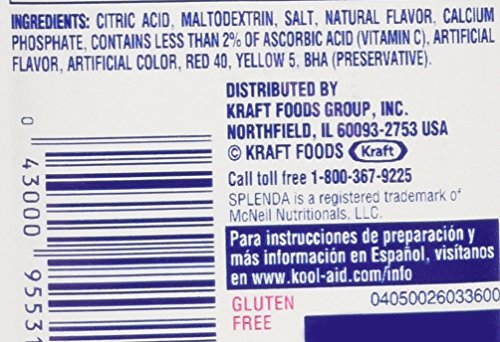 INGREDIENTS: CITRIC ACID, MALTODEXTRIN, SALT, NATURAL FLAVOR, CALCIUM
PHOSPHATE, CONTAINS LESS THAN 2% OF ASCORBIC ACID (VITAMIN C), ARTIFICIAL
FLAVOR, ARTIFICIAL COLOR, RED 40, YELLOW 5, BHA (PRESERVATIVE).
DISTRIBUTED BY
KRAFT FOODS GROUP, INC.
NORTHFIELD, IL 60093-2753 USA
© KRAFT FOODS Kraft
Call toll free 1-800-367-9225
SPLENDA is a registered trademark of
McNeil Nutritionals, LLC.
Para instrucciones de preparación y
más información en Español, visítanos
en www.kool-aid.com/info
GLUTEN
FREE
04050026033600
0 43000 95531